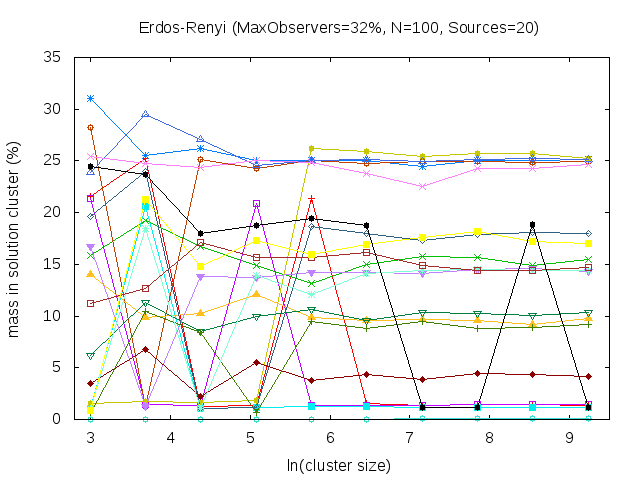 Erdos-Renyi (MaxObservers=32%, N=100, Sources=20)
35
30
25
20
15
10
5
0
mass in solution cluster (%)
3 4 5 6 7 8 9
ln(cluster size)